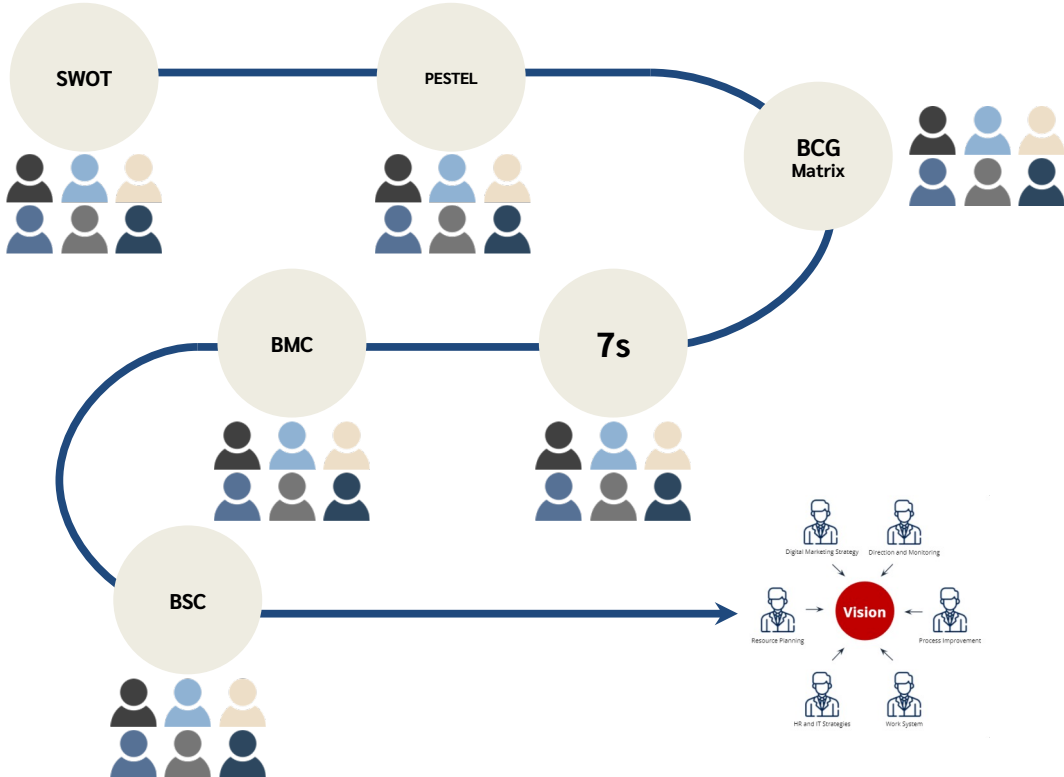 SWOT
PESTEL
BCG
Matrix
BMC
7s
BSC
Digital Marketing Strategy
Direction and Monitoring
Resource Planning
Vision
Process Improvement
HR and IT Strategies
Work System